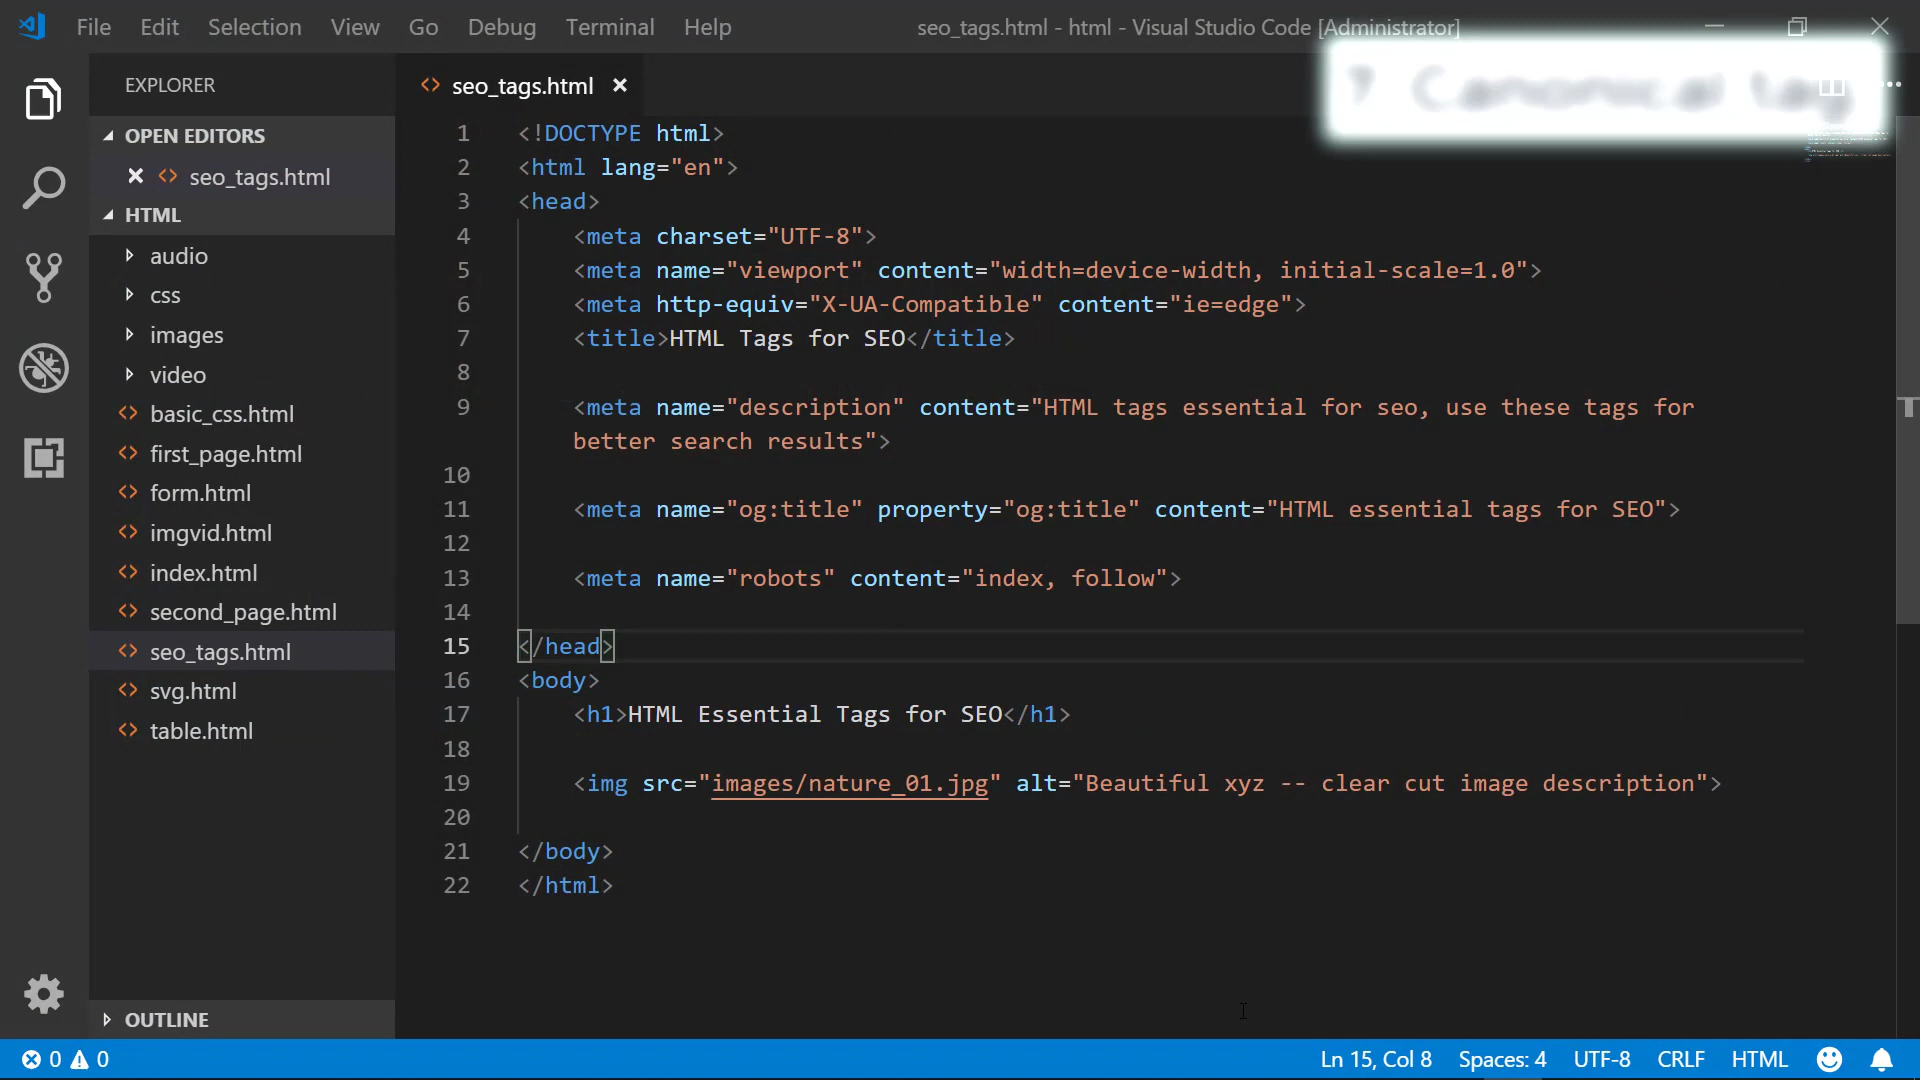 File Edit Selection View Go Debug Terminal Help
seo_tags.html - html - Visual Studio Code [Administrator]
Canonical tag
EXPLORER
OPEN EDITORS
seo_tags.html
HTML
audio
css
images
video
basic_css.html
first_page.html
form.html
imgvid.html
index.html
second_page.html
seo_tags.html
svg.html
table.html
OUTLINE
seo_tags.html
1 <!DOCTYPE html>
2 <html lang="en">
3 <head>
4 <meta charset="UTF-8">
5 <meta name="viewport" content="width=device-width, initial-scale=1.0">
6 <meta http-equiv="X-UA-Compatible" content="ie=edge">
7 <title>HTML Tags for SEO</title>
8
9 <meta name="description" content="HTML tags essential for seo, use these tags for
better search results">
10
11 <meta name="og:title" property="og:title" content="HTML essential tags for SEO">
12
13 <meta name="robots" content="index, follow">
14
15 </head>
16 <body>
17 <h1>HTML Essential Tags for SEO</h1>
18
19 <img src="images/nature_01.jpg" alt="Beautiful xyz -- clear cut image description">
20
21 </body>
22 </html>
0 0
Ln 15, Col 8 Spaces: 4 UTF-8 CRLF HTML